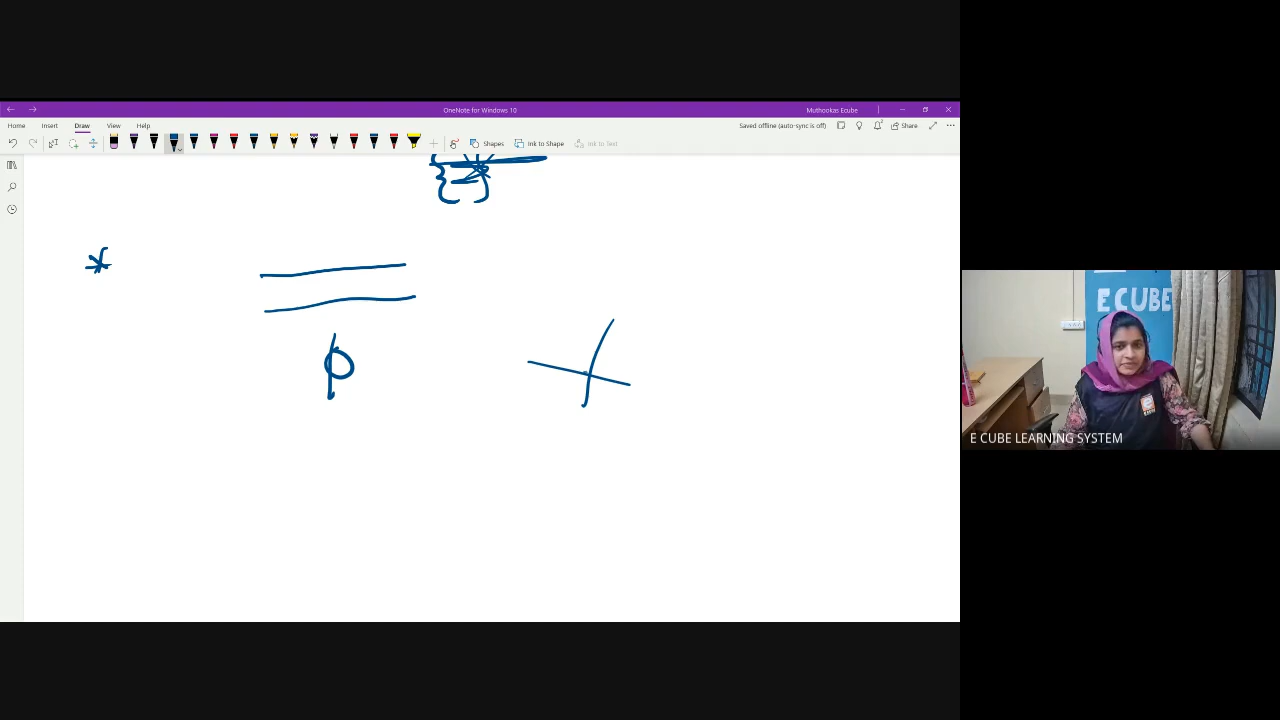 OneNote for Windows 10
Muthookas Ecube
Home Insert Draw View Help
Saved offline (auto-sync is off)
Share
Shapes Ink to Shape Ink to Text
{ }
*
p
E CUBE
E CUBE LEARNING SYSTEM